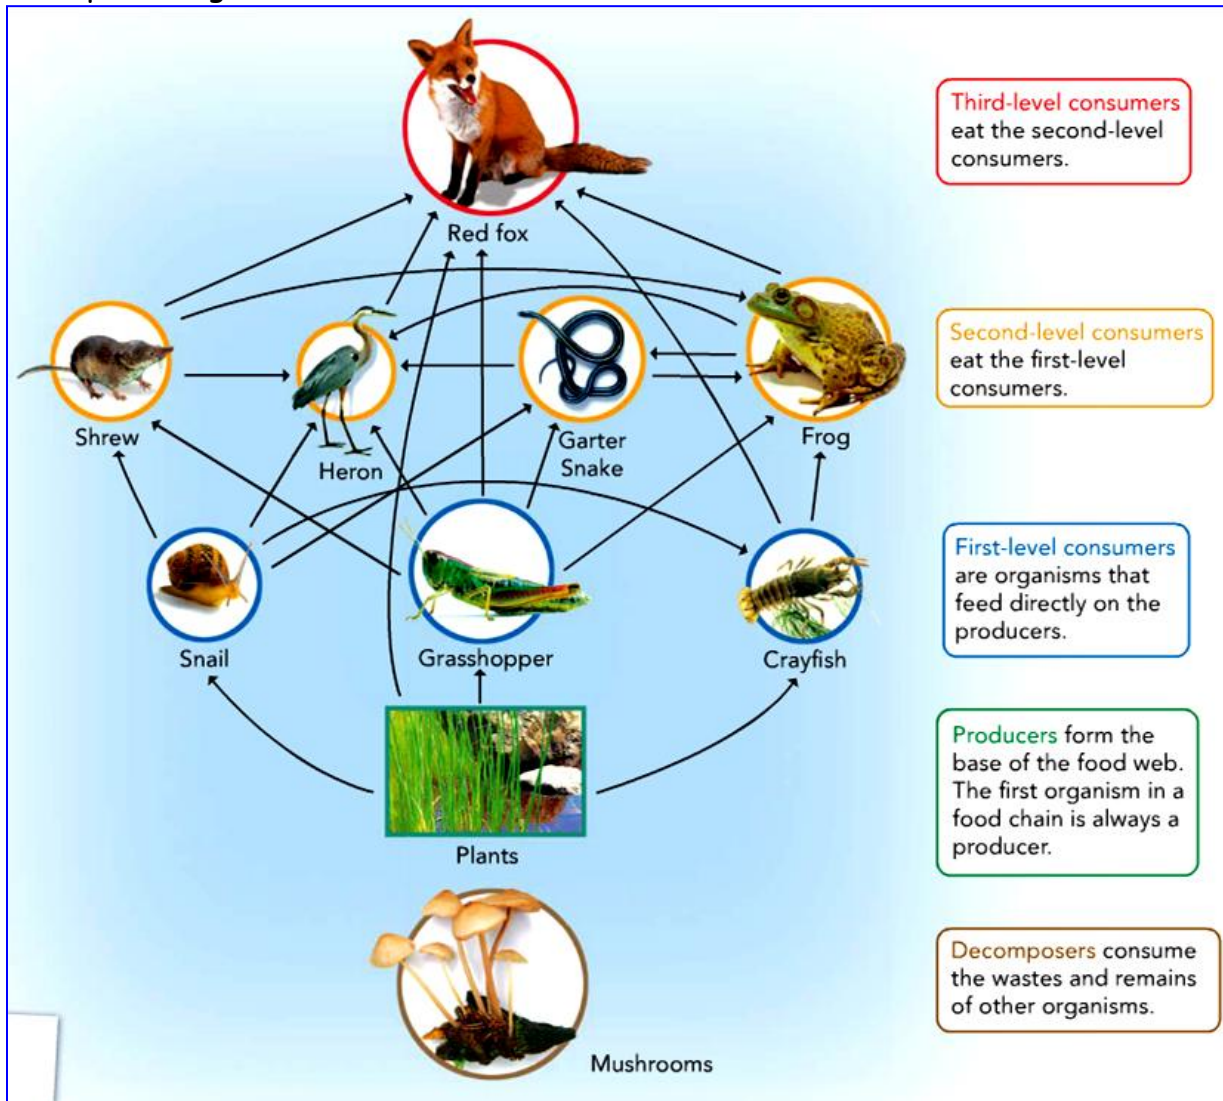 Third-level consumers
eat the second-level
consumers.
Red fox
Second-level consumers
eat the first-level
consumers.
Shrew
Heron
Garter
Snake
Frog
First-level consumers
are organisms that
feed directly on the
producers.
Snail
Grasshopper
Crayfish
Producers form the
base of the food web.
The first organism in a
food chain is always a
producer.
Plants
Decomposers consume
the wastes and remains
of other organisms.
Mushrooms